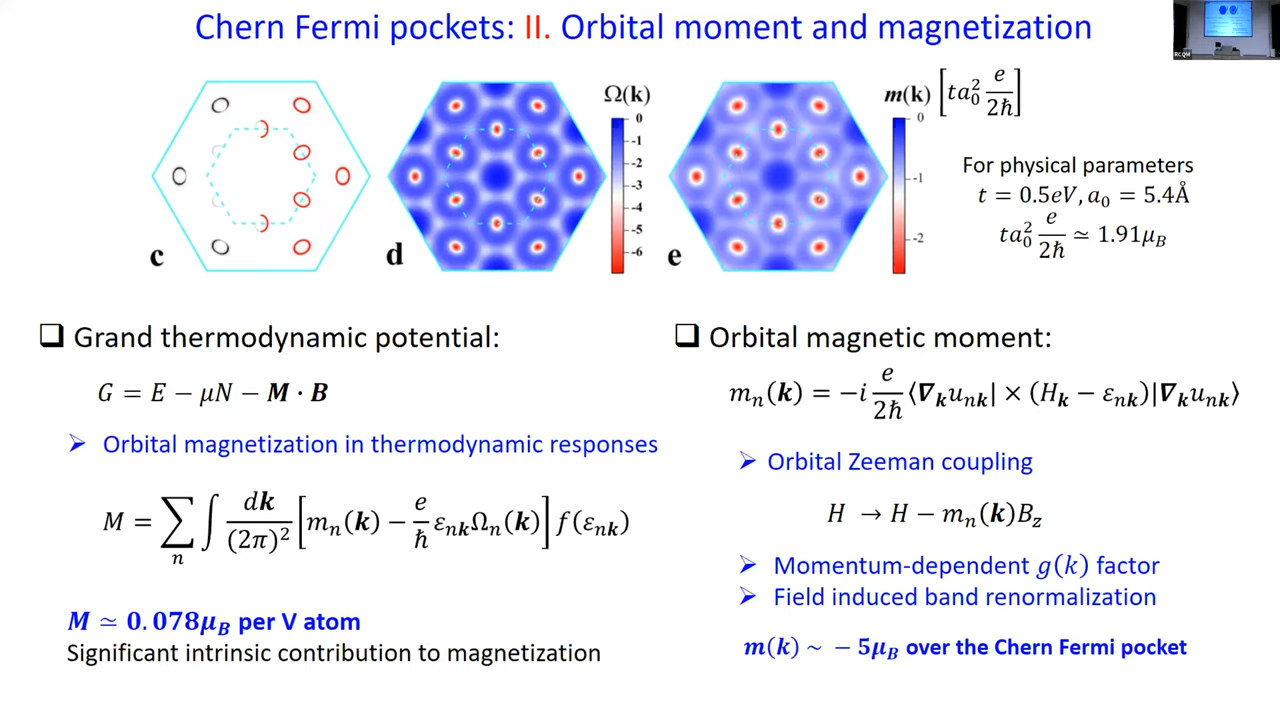 Chern Fermi pockets: II. Orbital moment and magnetization
RCQM
c
d
Ω(k)
0
-1
-2
-3
-4
-5
-6
e
m(k) [ta₀² e/2ħ]
0
-1
-2
For physical parameters
t = 0.5eV, a₀ = 5.4Å
ta₀² e/2ħ ≃ 1.91μ_B
❑ Grand thermodynamic potential:
G = E − μN − M · B
➤ Orbital magnetization in thermodynamic responses
M = ∑_n ∫ dk/(2π)² [m_n(k) − e/ħ ε_nk Ω_n(k)] f(ε_nk)
M ≃ 0.078μ_B per V atom
Significant intrinsic contribution to magnetization
❑ Orbital magnetic moment:
m_n(k) = −i e/2ħ ⟨∇_k u_nk| × (H_k − ε_nk)|∇_k u_nk⟩
➤ Orbital Zeeman coupling
H → H − m_n(k)B_z
➤ Momentum-dependent g(k) factor
➤ Field induced band renormalization
m(k) ~ − 5μ_B over the Chern Fermi pocket